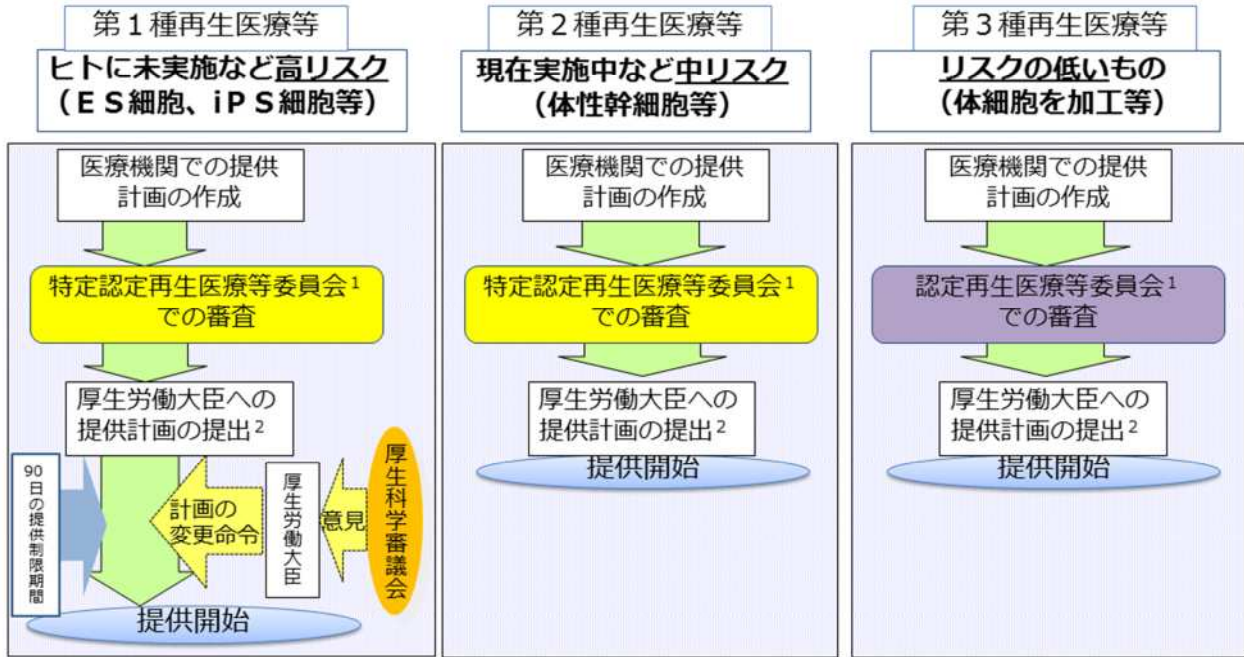 第1種再生医療等
ヒトに未実施など高リスク
(ES細胞、iPS細胞等)
医療機関での提供
計画の作成
特定認定再生医療等委員会1
での審査
厚生労働大臣への
提供計画の提出2
90日の提供制限期間
計画の
変更命令
厚生労働大臣
意見
厚生科学審議会
提供開始
第2種再生医療等
現在実施中など中リスク
(体性幹細胞等)
医療機関での提供
計画の作成
特定認定再生医療等委員会1
での審査
厚生労働大臣への
提供計画の提出2
提供開始
第3種再生医療等
リスクの低いもの
(体細胞を加工等)
医療機関での提供
計画の作成
認定再生医療等委員会1
での審査
厚生労働大臣への
提供計画の提出2
提供開始